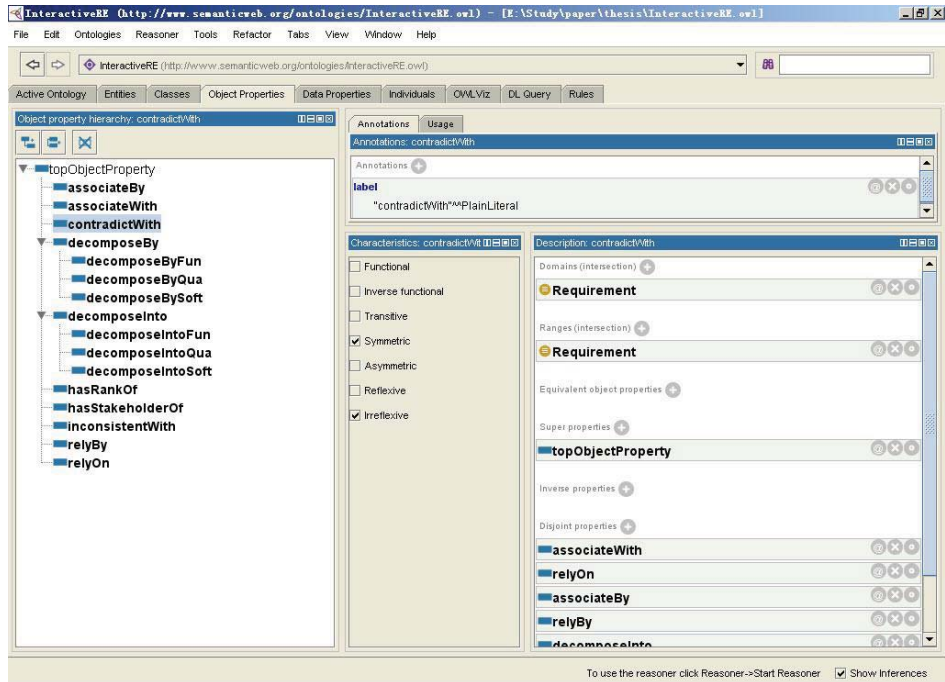 InteractiveRE (http://www.semanticweb.org/ontologies/InteractiveRE.owl) - [E:\Study\paper\thesis\InteractiveRE.owl]
File Edit Ontologies Reasoner Tools Refactor Tabs View Window Help
InteractiveRE (http://www.semanticweb.org/ontologies/InteractiveRE.owl)
Active Ontology Entities Classes Object Properties Data Properties Individuals OWLViz DL Query Rules
Object property hierarchy: contradictWith
topObjectProperty
associateBy
associateWith
contradictWith
decomposeBy
decomposeByFun
decomposeByQua
decomposeBySoft
decomposeInto
decomposeIntoFun
decomposeIntoQua
decomposeIntoSoft
hasRankOf
hasStakeholderOf
inconsistentWith
relyBy
relyOn
Annotations Usage
Annotations: contradictWith
Annotations
label
"contradictWith"^^PlainLiteral
Characteristics: contradictWit
Functional
Inverse functional
Transitive
Symmetric
Asymmetric
Reflexive
Irreflexive
Description: contradictWith
Domains (intersection)
Requirement
Ranges (intersection)
Requirement
Equivalent object properties
Super properties
topObjectProperty
Inverse properties
Disjoint properties
associateWith
relyOn
associateBy
relyBy
decomposeInto
To use the reasoner click Reasoner->Start Reasoner Show Inferences